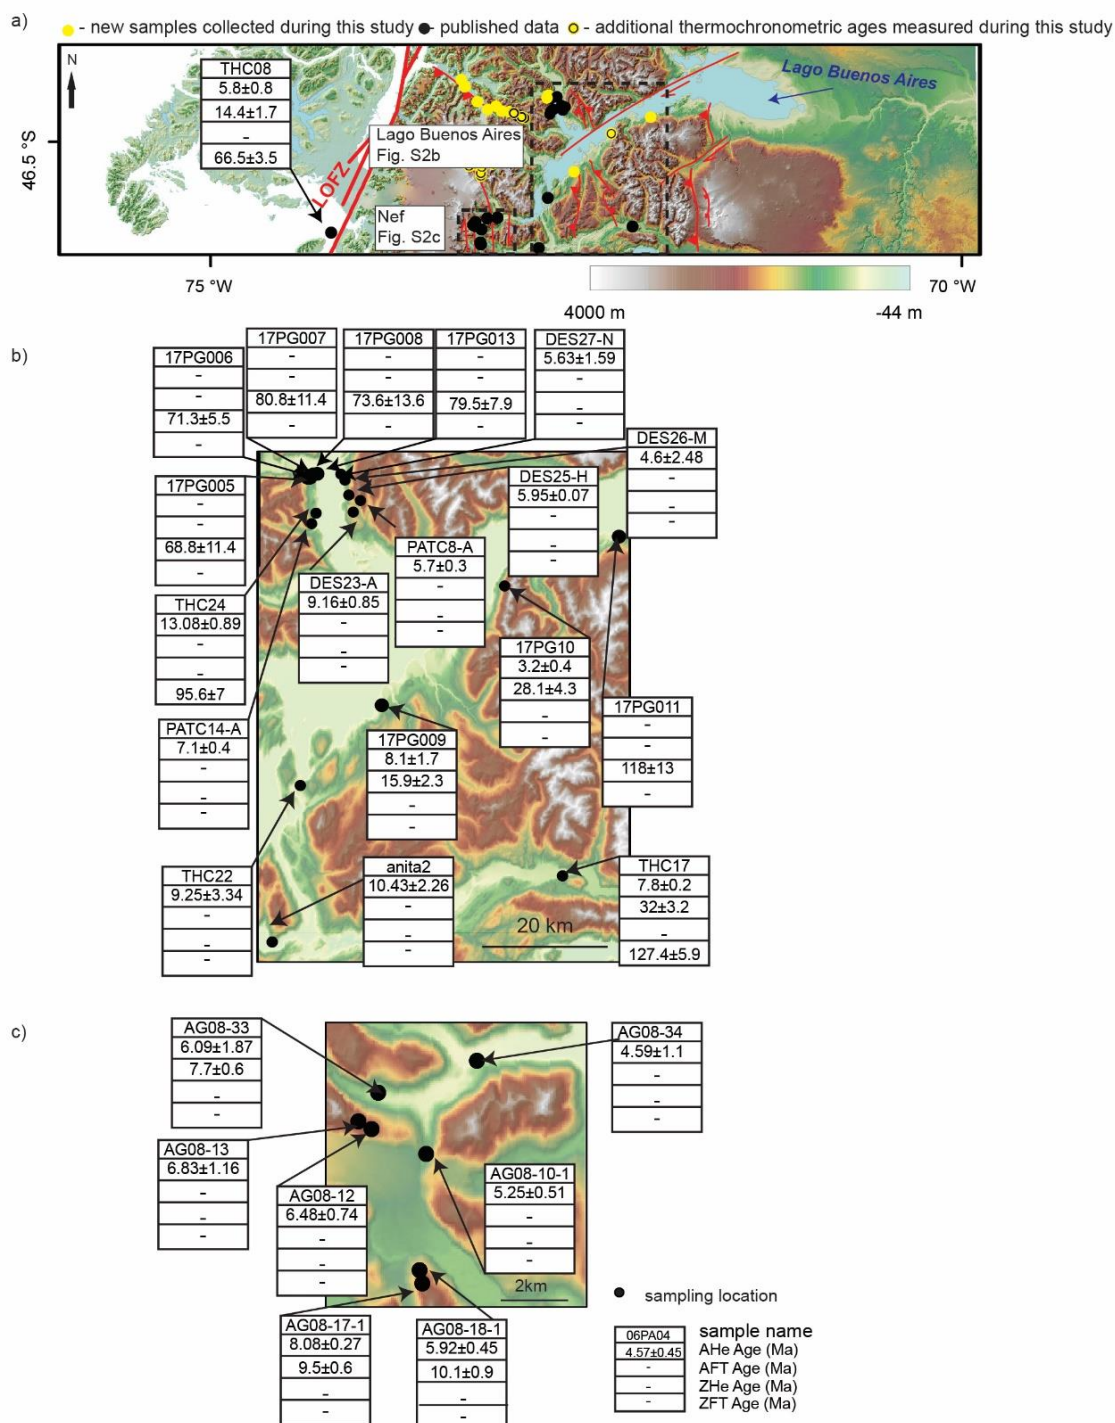 a)
- new samples collected during this study - published data - additional thermochronometric ages measured during this study
N
THC08
5.8±0.8
14.4±1.7
-
66.5±3.5
Lago Buenos Aires
46.5 °S
LOFZ
Lago Buenos Aires
Fig. S2b
Nef
Fig. S2c
75 °W
70 °W
4000 m
-44 m
b)
17PG006
-
-
71.3±5.5
-
17PG007
-
-
80.8±11.4
-
17PG008
-
-
73.6±13.6
-
17PG013
-
-
79.5±7.9
-
DES27-N
5.63±1.59
-
-
-
DES26-M
4.6±2.48
-
-
-
17PG005
-
-
68.8±11.4
-
DES25-H
5.95±0.07
-
-
-
PATC8-A
5.7±0.3
-
-
-
DES23-A
9.16±0.85
-
-
-
THC24
13.08±0.89
-
-
95.6±7
17PG10
3.2±0.4
28.1±4.3
-
-
17PG011
-
-
118±13
-
PATC14-A
7.1±0.4
-
-
-
17PG009
8.1±1.7
15.9±2.3
-
-
THC22
9.25±3.34
-
-
-
anita2
10.43±2.26
-
-
-
THC17
7.8±0.2
32±3.2
-
127.4±5.9
20 km
c)
AG08-33
6.09±1.87
7.7±0.6
-
-
AG08-34
4.59±1.1
-
-
-
AG08-13
6.83±1.16
-
-
-
AG08-12
6.48±0.74
-
-
-
AG08-10-1
5.25±0.51
-
-
-
2km
AG08-17-1
8.08±0.27
9.5±0.6
-
-
AG08-18-1
5.92±0.45
10.1±0.9
-
-
sampling location
06PA04 sample name
4.57±0.45 AHe Age (Ma)
- AFT Age (Ma)
- ZHe Age (Ma)
- ZFT Age (Ma)